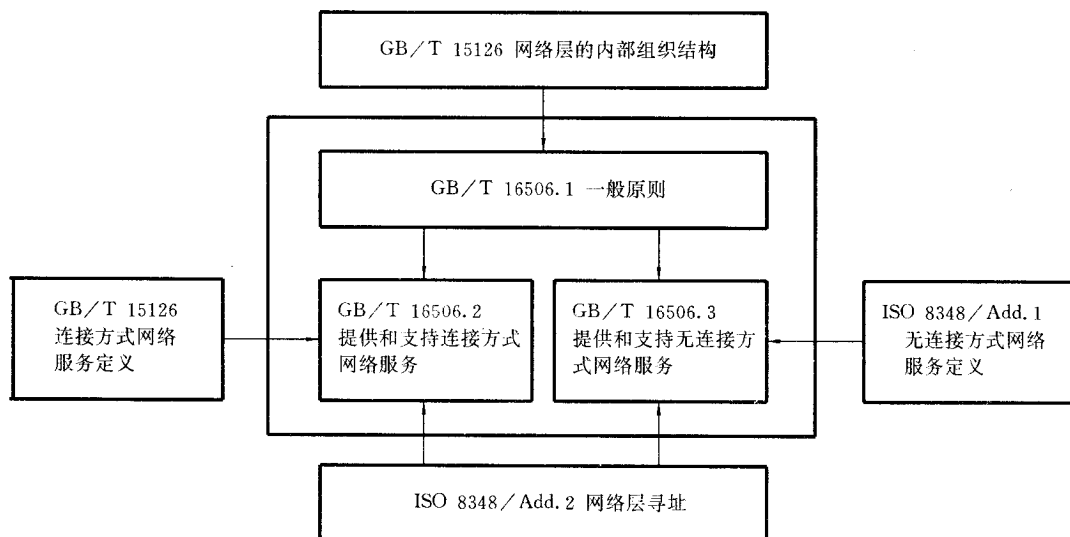 GB/T 15126 网络层的内部组织结构
GB/T 16506.1 一般原则
GB/T 15126
连接方式网络
服务定义
GB/T 16506.2
提供和支持连接方式
网络服务
GB/T 16506.3
提供和支持无连接方
式网络服务
ISO 8348/Add.1
无连接方式网络
服务定义
ISO 8348/Add.2 网络层寻址